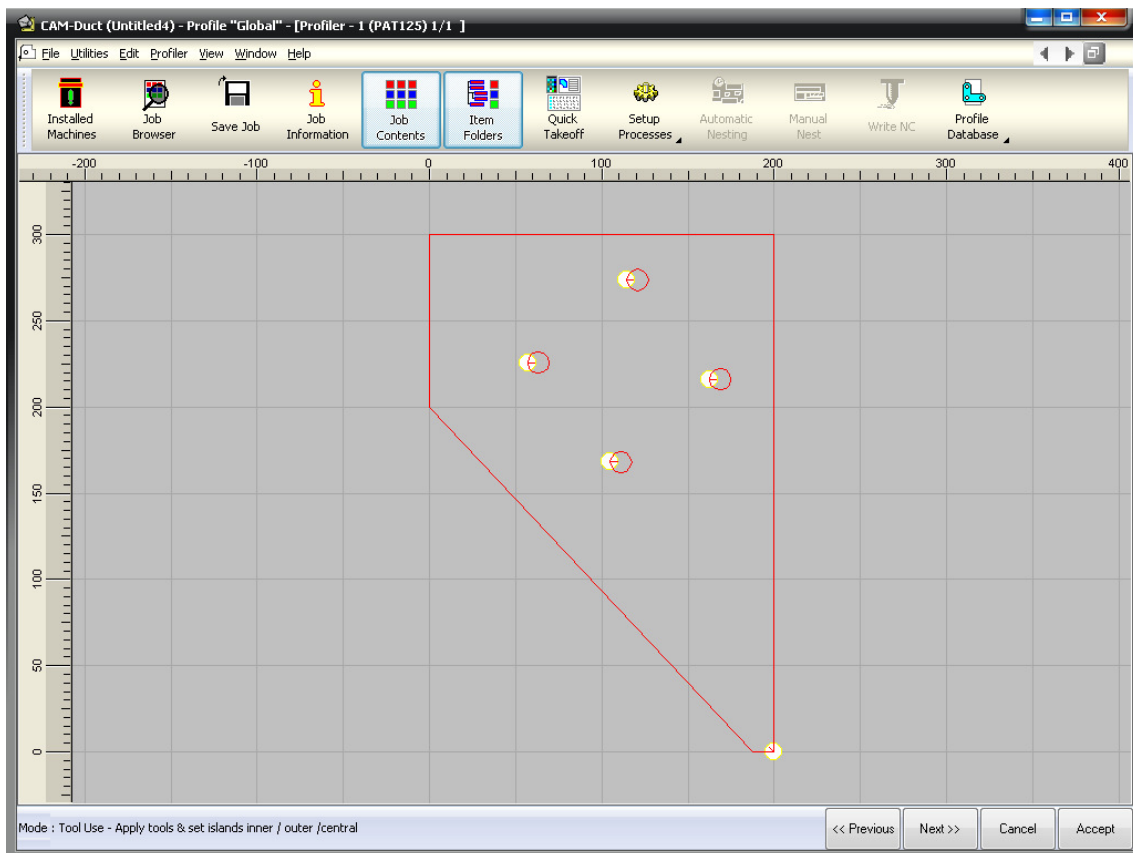 CAM-Duct (Untitled4) - Profile "Global" - [Profiler - 1 (PAT125) 1/1 ]
File Utilities Edit Profiler View Window Help
Installed Machines
Job Browser
Save Job
Job Information
Job Contents
Item Folders
Quick Takeoff
Setup Processes
Automatic Nesting
Manual Nest
Write NC
Profile Database
-200 -100 0 100 200 300 400
300
250
200
150
100
50
0
Mode : Tool Use - Apply tools & set islands inner / outer /central
<< Previous Next >> Cancel Accept